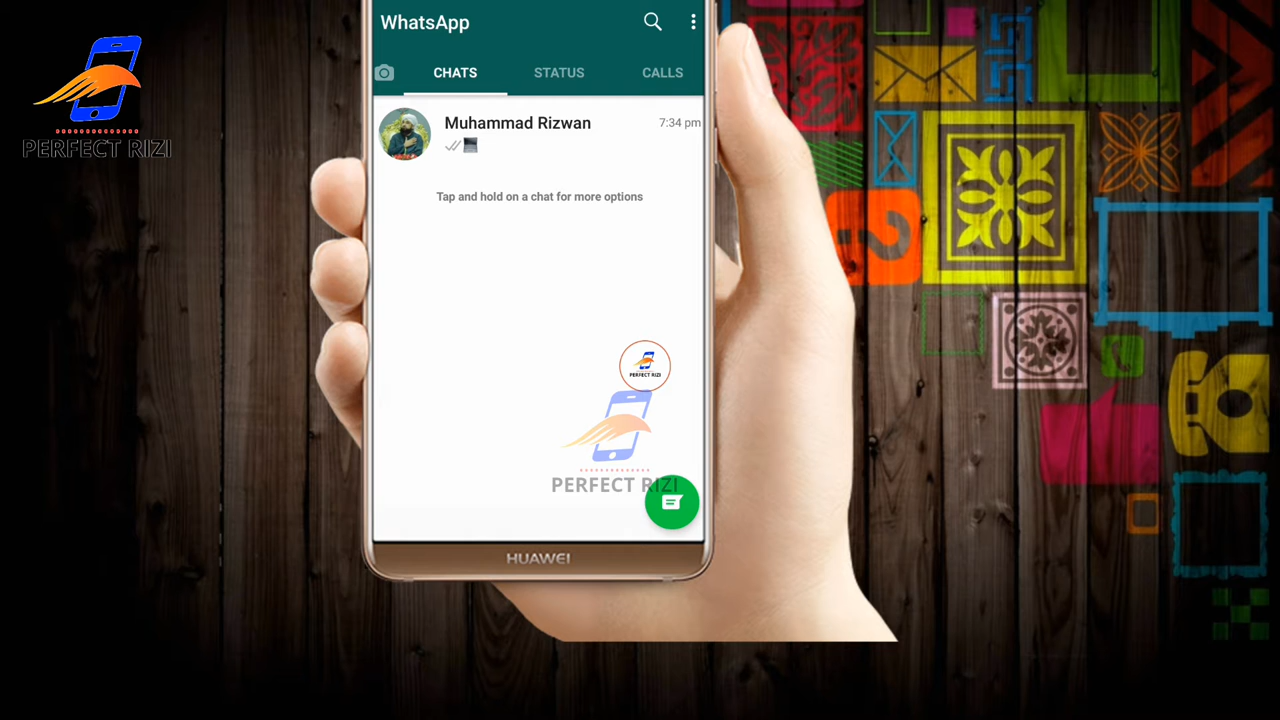 WhatsApp
CHATS
STATUS
CALLS
Muhammad Rizwan
7:34 pm
Tap and hold on a chat for more options
PERFECT RIZI
PERFECT RIZI
PERFECT RIZI
HUAWEI